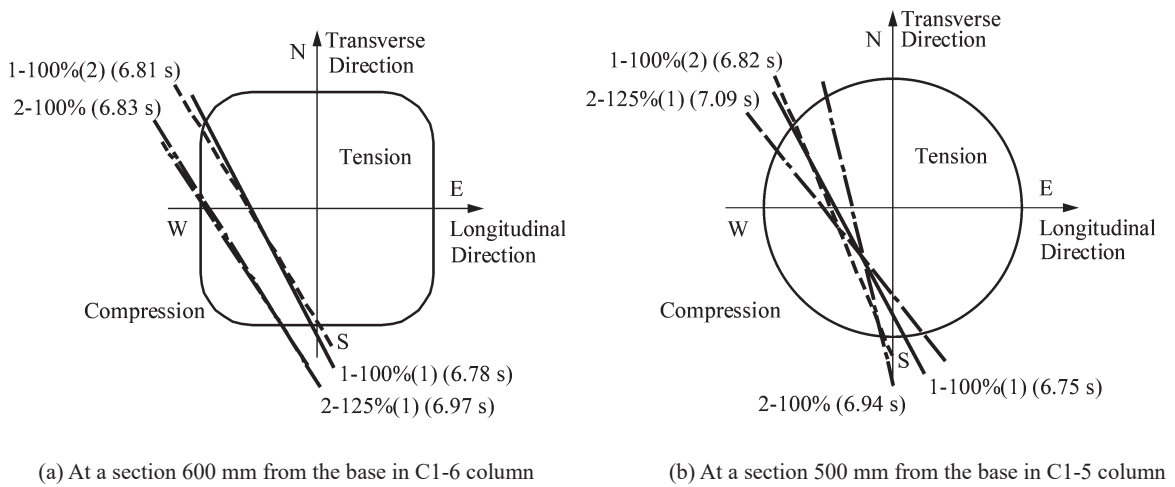 N
Transverse
Direction
1-100%(2) (6.81 s)
2-100% (6.83 s)
Tension
E
W
Longitudinal
Direction
Compression
S
1-100%(1) (6.78 s)
2-125%(1) (6.97 s)
(a) At a section 600 mm from the base in C1-6 column
Transverse
Direction
N
1-100%(2) (6.82 s)
2-125%(1) (7.09 s)
Tension
E
W
Longitudinal
Direction
Compression
S
1-100%(1) (6.75 s)
2-100% (6.94 s)
(b) At a section 500 mm from the base in C1-5 column